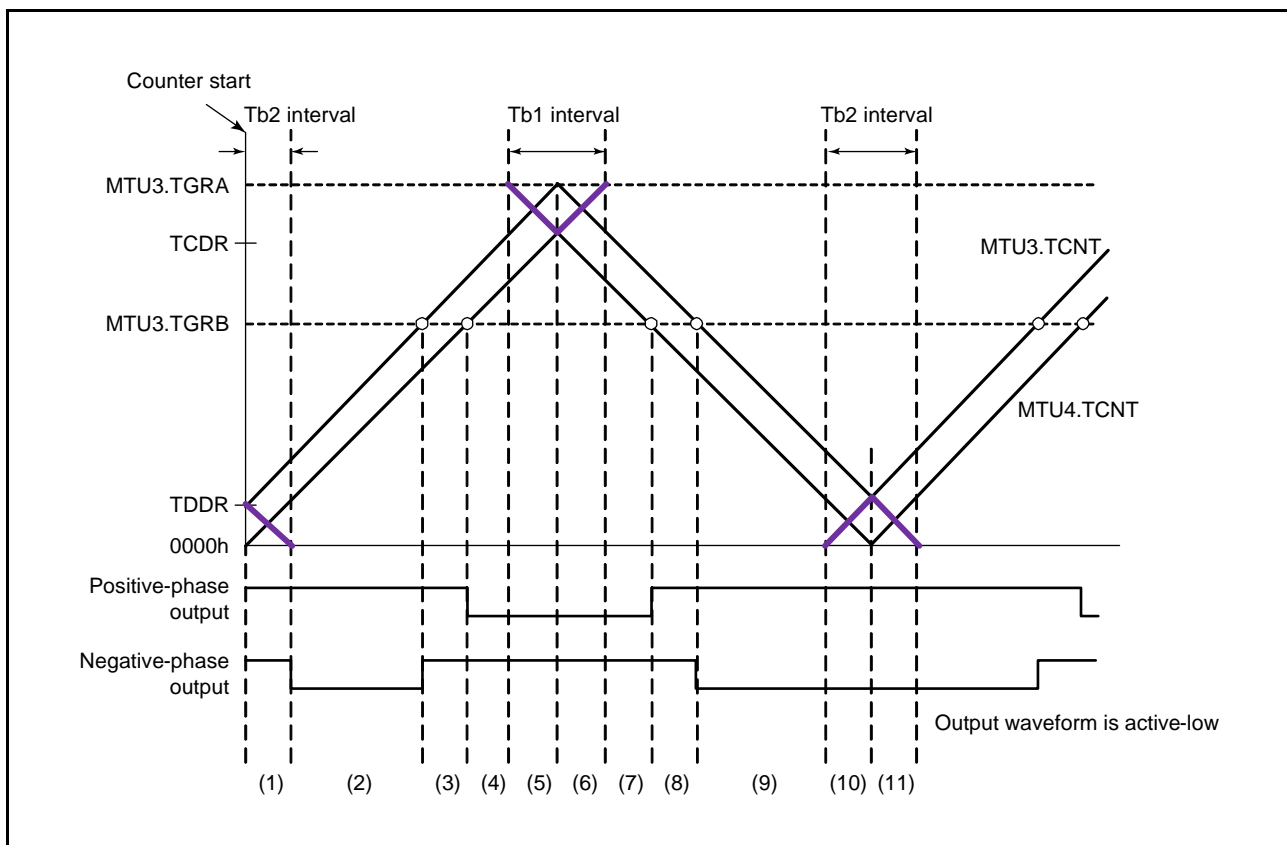 Counter start
Tb2 interval
Tb1 interval
Tb2 interval
MTU3.TGRA
TCDR
MTU3.TCNT
MTU3.TGRB
MTU4.TCNT
TDDR
0000h
Positive-phase
output
Negative-phase
output
Output waveform is active-low
(1) (2) (3) (4) (5) (6) (7) (8) (9) (10) (11)